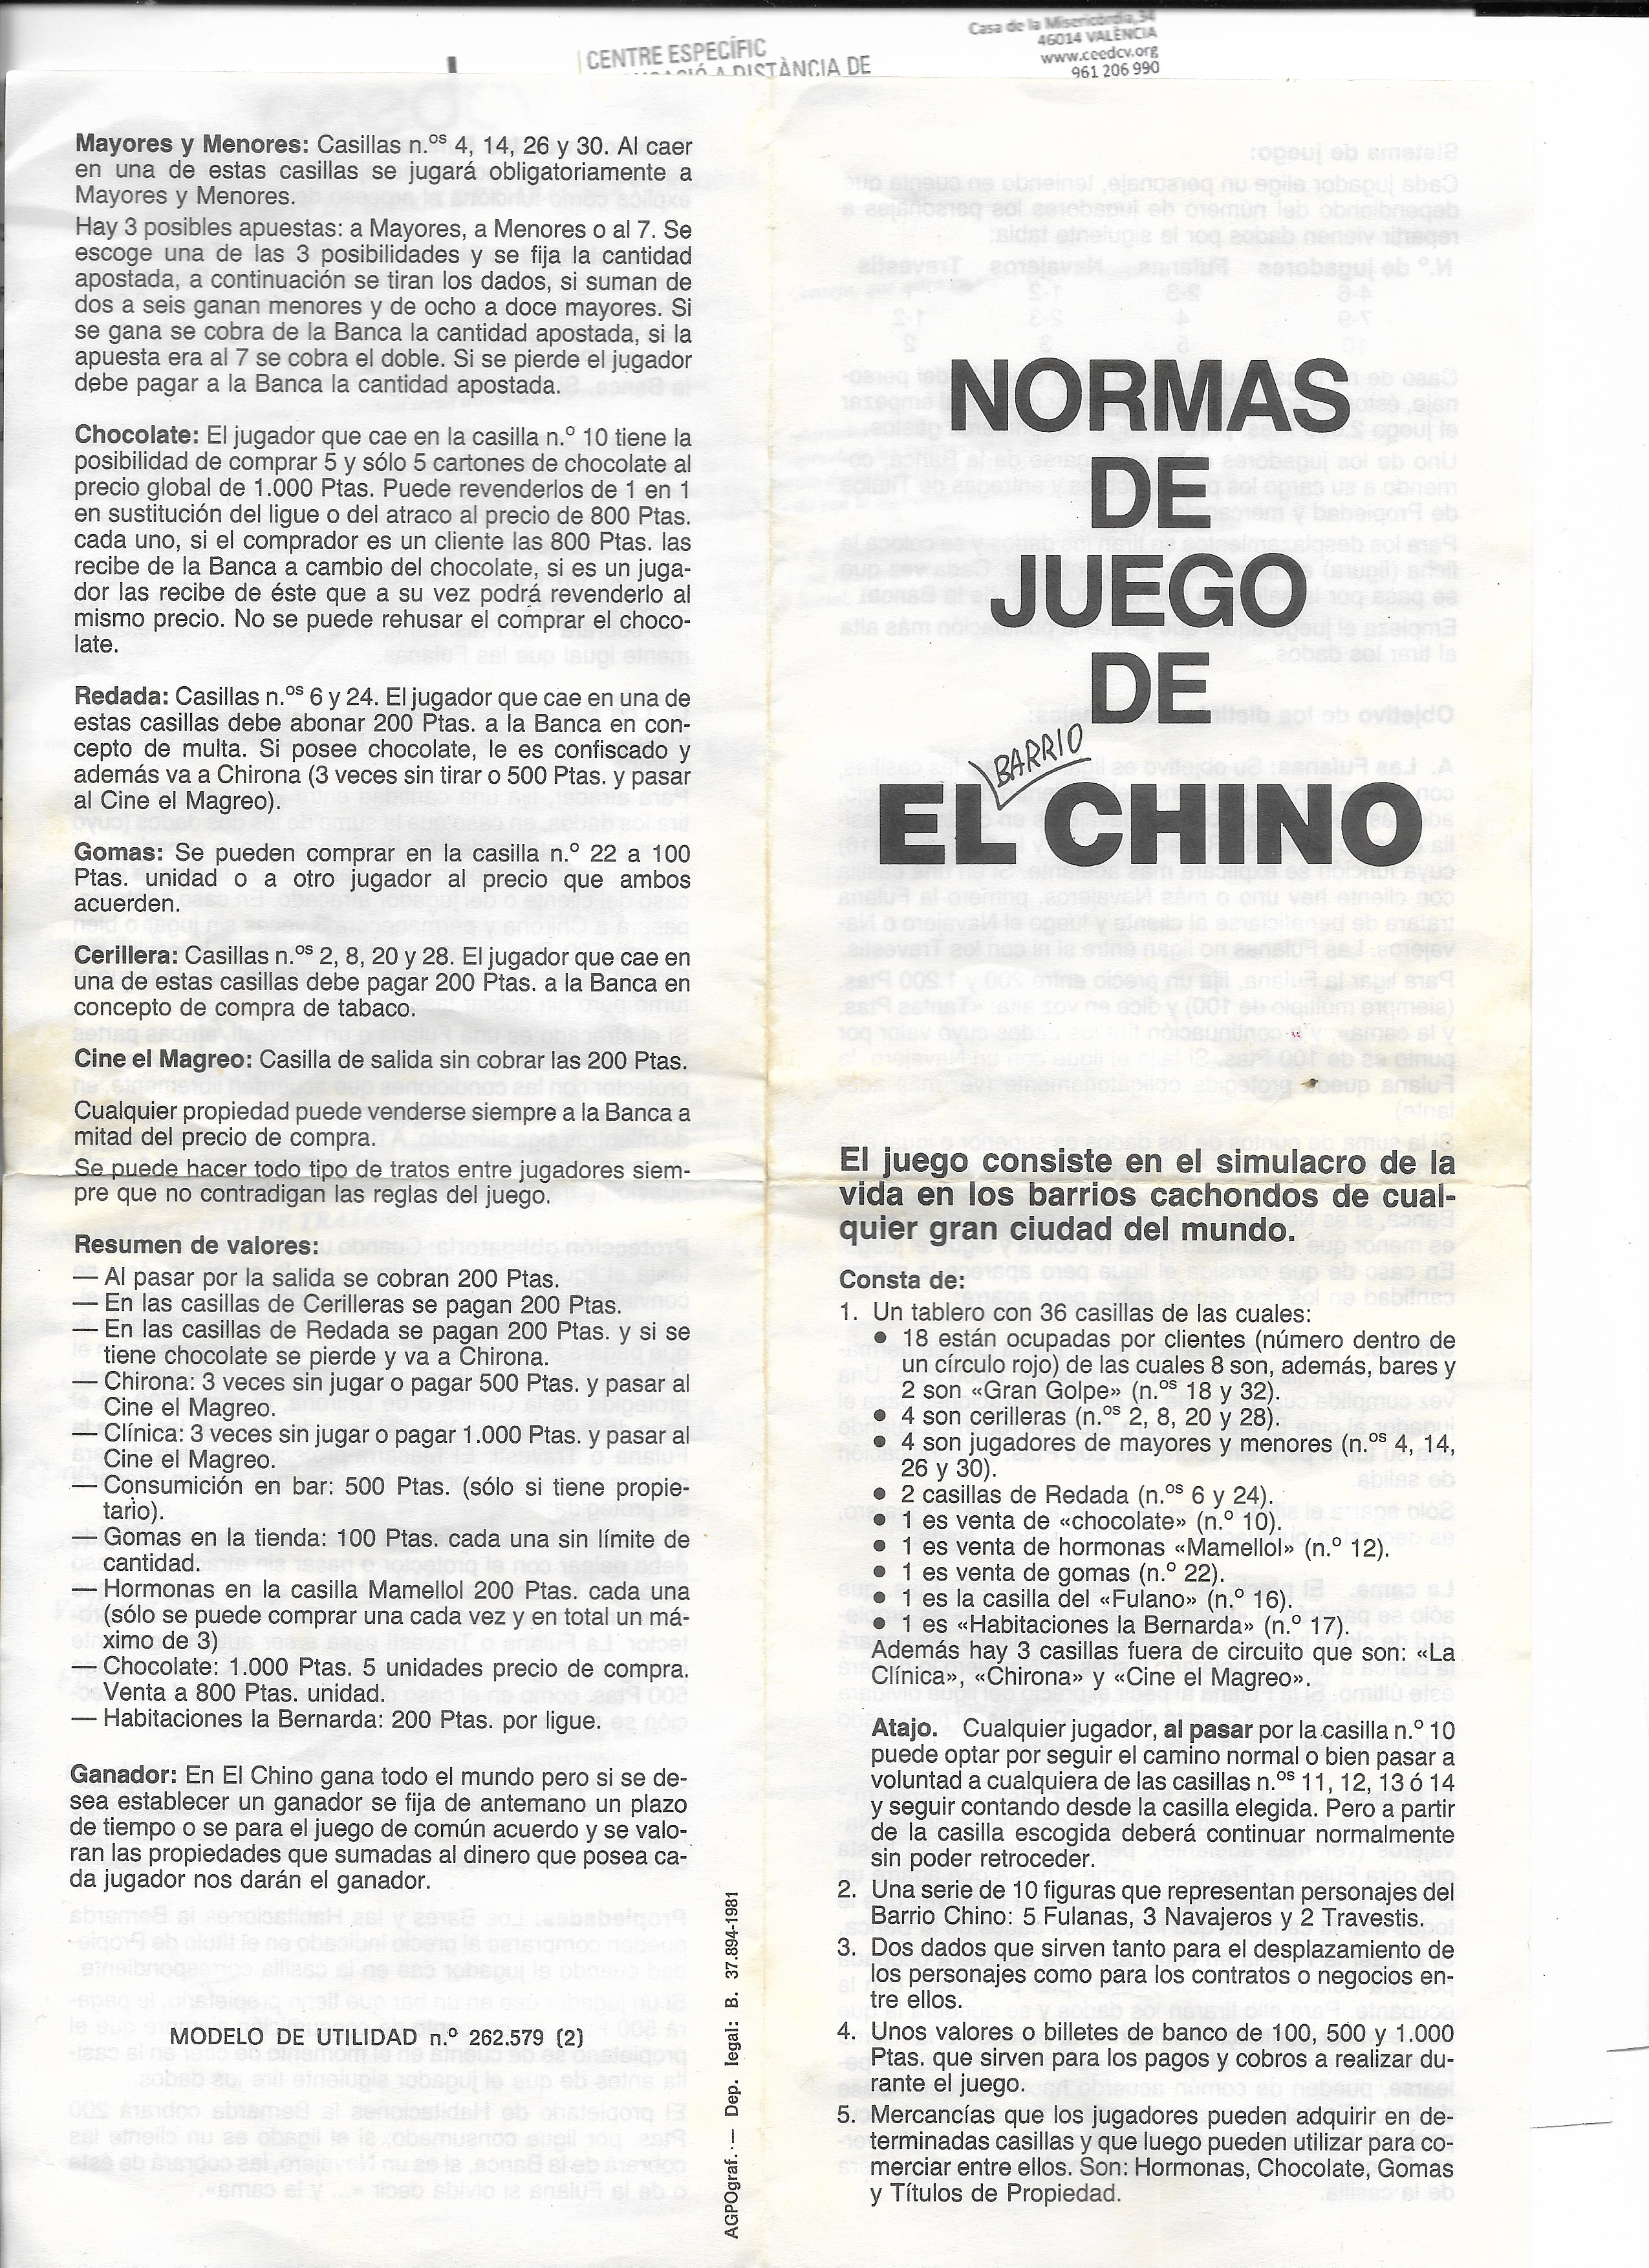 CENTRE ESPECÍFIC
DISTÀNCIA DE
Casa de la Misericòrdia,34
46014 VALÈNCIA
www.ceedcv.org
961 206 990
Mayores y Menores: Casillas n.ºs 4, 14, 26 y 30. Al caer
en una de estas casillas se jugará obligatoriamente a
Mayores y Menores.
Hay 3 posibles apuestas: a Mayores, a Menores o al 7. Se
escoge una de las 3 posibilidades y se fija la cantidad
apostada, a continuación se tiran los dados, si suman de
dos a seis ganan menores y de ocho a doce mayores. Si
se gana se cobra de la Banca la cantidad apostada, si la
apuesta era al 7 se cobra el doble. Si se pierde el jugador
debe pagar a la Banca la cantidad apostada.
Chocolate: El jugador que cae en la casilla n.º 10 tiene la
posibilidad de comprar 5 y sólo 5 cartones de chocolate al
precio global de 1.000 Ptas. Puede revenderlos de 1 en 1
en sustitución del ligue o del atraco al precio de 800 Ptas.
cada uno, si el comprador es un cliente las 800 Ptas. las
recibe de la Banca a cambio del chocolate, si es un juga-
dor las recibe de éste que a su vez podrá revenderlo al
mismo precio. No se puede rehusar el comprar el choco-
late.
Redada: Casillas n.ºs 6 y 24. El jugador que cae en una de
estas casillas debe abonar 200 Ptas. a la Banca en con-
cepto de multa. Si posee chocolate, le es confiscado y
además va a Chirona (3 veces sin tirar o 500 Ptas. y pasar
al Cine el Magreo).
Gomas: Se pueden comprar en la casilla n.º 22 a 100
Ptas. unidad o a otro jugador al precio que ambos
acuerden.
Cerillera: Casillas n.ºs 2, 8, 20 y 28. El jugador que cae en
una de estas casillas debe pagar 200 Ptas. a la Banca en
concepto de compra de tabaco.
Cine el Magreo: Casilla de salida sin cobrar las 200 Ptas.
Cualquier propiedad puede venderse siempre a la Banca a
mitad del precio de compra.
Se puede hacer todo tipo de tratos entre jugadores siem-
pre que no contradigan las reglas del juego.
Resumen de valores:
— Al pasar por la salida se cobran 200 Ptas.
— En las casillas de Cerilleras se pagan 200 Ptas.
— En las casillas de Redada se pagan 200 Ptas. y si se
tiene chocolate se pierde y va a Chirona.
— Chirona: 3 veces sin jugar o pagar 500 Ptas. y pasar al
Cine el Magreo.
— Clínica: 3 veces sin jugar o pagar 1.000 Ptas. y pasar al
Cine el Magreo.
— Consumición en bar: 500 Ptas. (sólo si tiene propie-
tario).
— Gomas en la tienda: 100 Ptas. cada una sin límite de
cantidad.
— Hormonas en la casilla Mamellol 200 Ptas. cada una
(sólo se puede comprar una cada vez y en total un má-
ximo de 3)
— Chocolate: 1.000 Ptas. 5 unidades precio de compra.
Venta a 800 Ptas. unidad.
— Habitaciones la Bernarda: 200 Ptas. por ligue.
Ganador: En El Chino gana todo el mundo pero si se de-
sea establecer un ganador se fija de antemano un plazo
de tiempo o se para el juego de común acuerdo y se valo-
ran las propiedades que sumadas al dinero que posea ca-
da jugador nos darán el ganador.
MODELO DE UTILIDAD n.º 262.579 (2)
AGPOgraf. — Dep. legal: B. 37.894-1981
NORMAS
DE
JUEGO
DE
BARRIO
EL CHINO
El juego consiste en el simulacro de la
vida en los barrios cachondos de cual-
quier gran ciudad del mundo.
Consta de:
1. Un tablero con 36 casillas de las cuales:
● 18 están ocupadas por clientes (número dentro de
un círculo rojo) de las cuales 8 son, además, bares y
2 son «Gran Golpe» (n.ºs 18 y 32).
● 4 son cerilleras (n.ºs 2, 8, 20 y 28).
● 4 son jugadores de mayores y menores (n.ºs 4, 14,
26 y 30).
● 2 casillas de Redada (n.ºs 6 y 24).
● 1 es venta de «chocolate» (n.º 10).
● 1 es venta de hormonas «Mamellol» (n.º 12).
● 1 es venta de gomas (n.º 22).
● 1 es la casilla del «Fulano» (n.º 16).
● 1 es «Habitaciones la Bernarda» (n.º 17).
Además hay 3 casillas fuera de circuito que son: «La
Clínica», «Chirona» y «Cine el Magreo».
Atajo. Cualquier jugador, al pasar por la casilla n.º 10
puede optar por seguir el camino normal o bien pasar a
voluntad a cualquiera de las casillas n.ºs 11, 12, 13 ó 14
y seguir contando desde la casilla elegida. Pero a partir
de la casilla escogida deberá continuar normalmente
sin poder retroceder.
2. Una serie de 10 figuras que representan personajes del
Barrio Chino: 5 Fulanas, 3 Navajeros y 2 Travestis.
3. Dos dados que sirven tanto para el desplazamiento de
los personajes como para los contratos o negocios en-
tre ellos.
4. Unos valores o billetes de banco de 100, 500 y 1.000
Ptas. que sirven para los pagos y cobros a realizar du-
rante el juego.
5. Mercancías que los jugadores pueden adquirir en de-
terminadas casillas y que luego pueden utilizar para co-
merciar entre ellos. Son: Hormonas, Chocolate, Gomas
y Títulos de Propiedad.